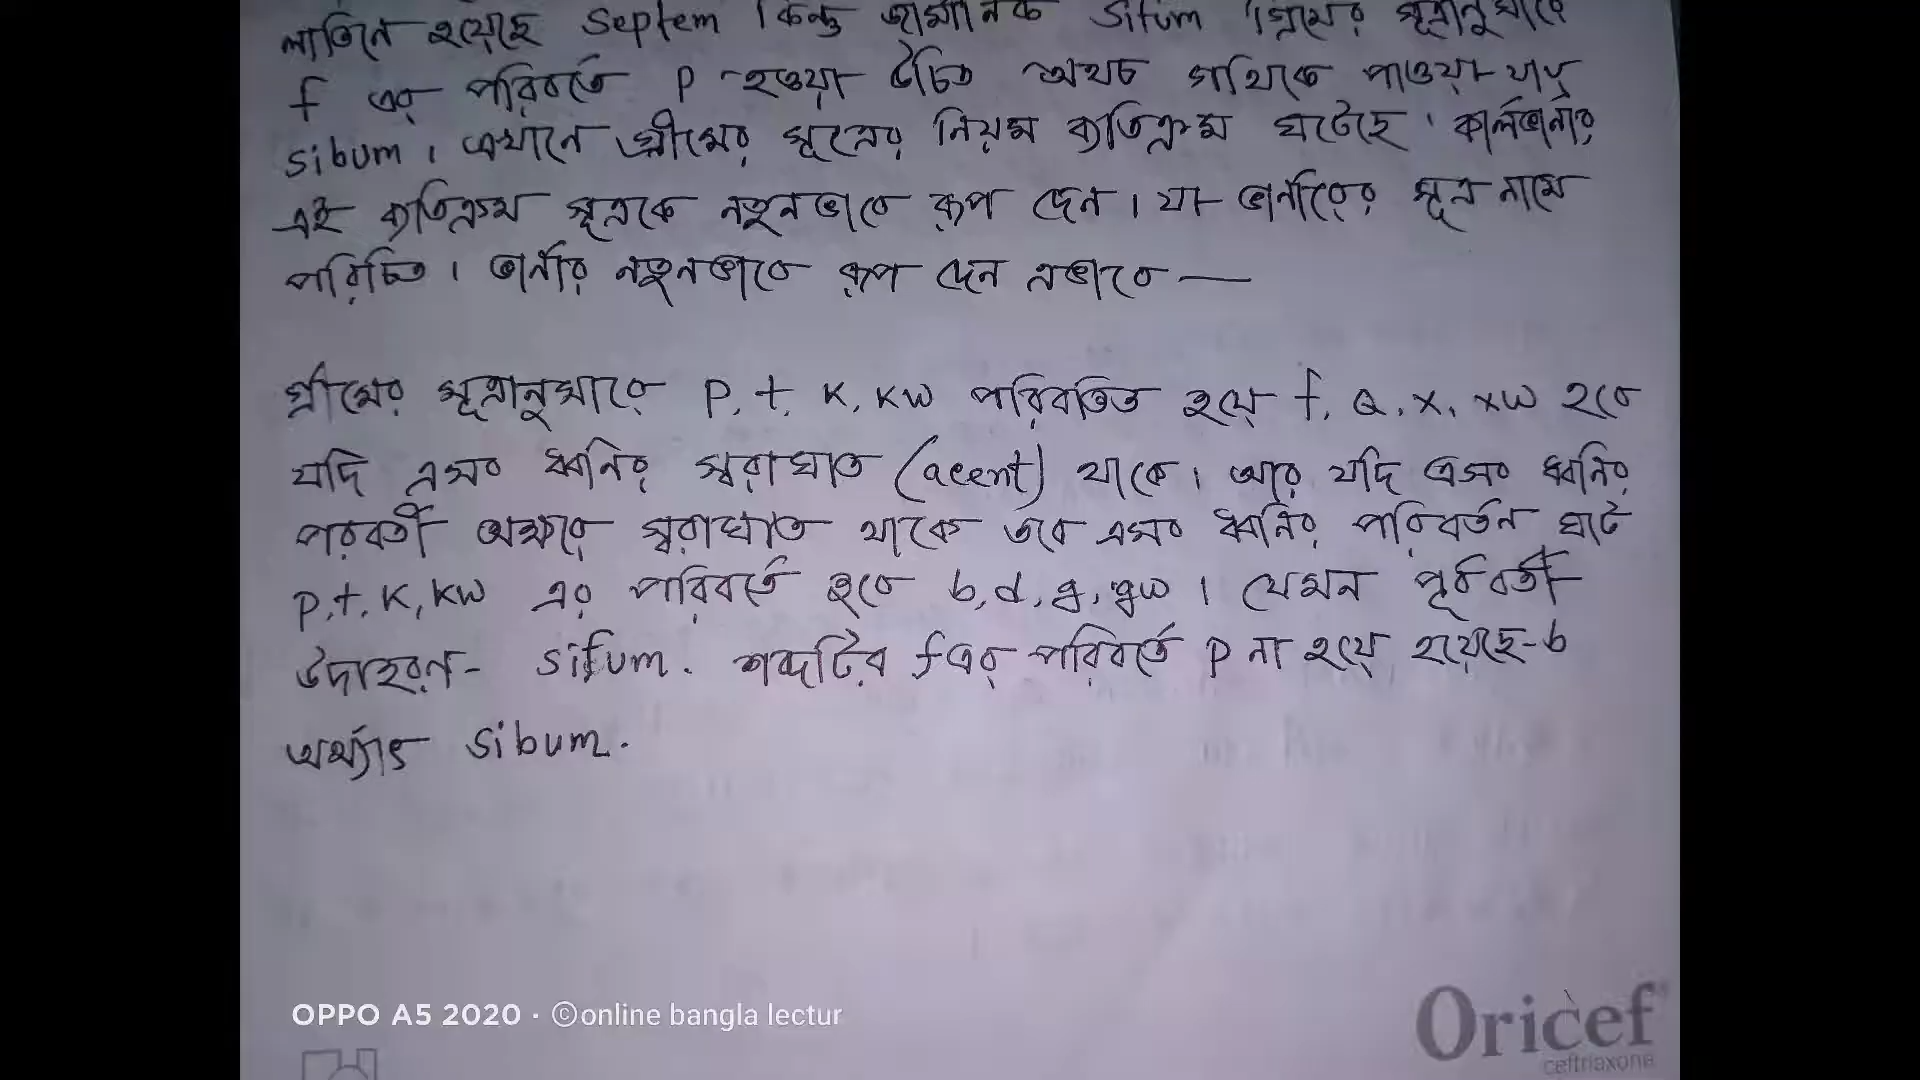 লাতিনে হয়েছে septem । কিন্তু জার্মানিক sifum । গ্রিমের সূত্রানুসারে
f এর পরিবর্তে p হওয়া উচিত অথচ গথিকে পাওয়া যায়
sibum । এখানে গ্রীমের সূত্রের নিয়ম ব্যতিক্রম ঘটেছে । কার্লভার্নার
এই ব্যতিক্রম সূত্রকে নতুনভাবে রূপ দেন । যা ভার্নারের সূত্র নামে
পরিচিত । ভার্নার নতুনভাবে রূপ দেন এভাবে —
গ্রীমের সূত্রানুসারে p, t, k, kw পরিবর্তিত হয়ে f, Q, x, xw হবে
যদি এসব ধ্বনির স্বরাঘাত (acent) থাকে । আর যদি এসব ধ্বনির
পরবর্তী অক্ষরে স্বরাঘাত থাকে তবে এসব ধ্বনির পরিবর্তন ঘটে
p, t, k, kw এর পরিবর্তে হবে b, d, g, gw । যেমন পূর্ববর্তী
উদাহরণ- sifum. শব্দটির f এর পরিবর্তে p না হয়ে হয়েছে- b
অর্থ্যাৎ sibum.
OPPO A5 2020 · ©online bangla lectur
Oricef
ceftriaxone